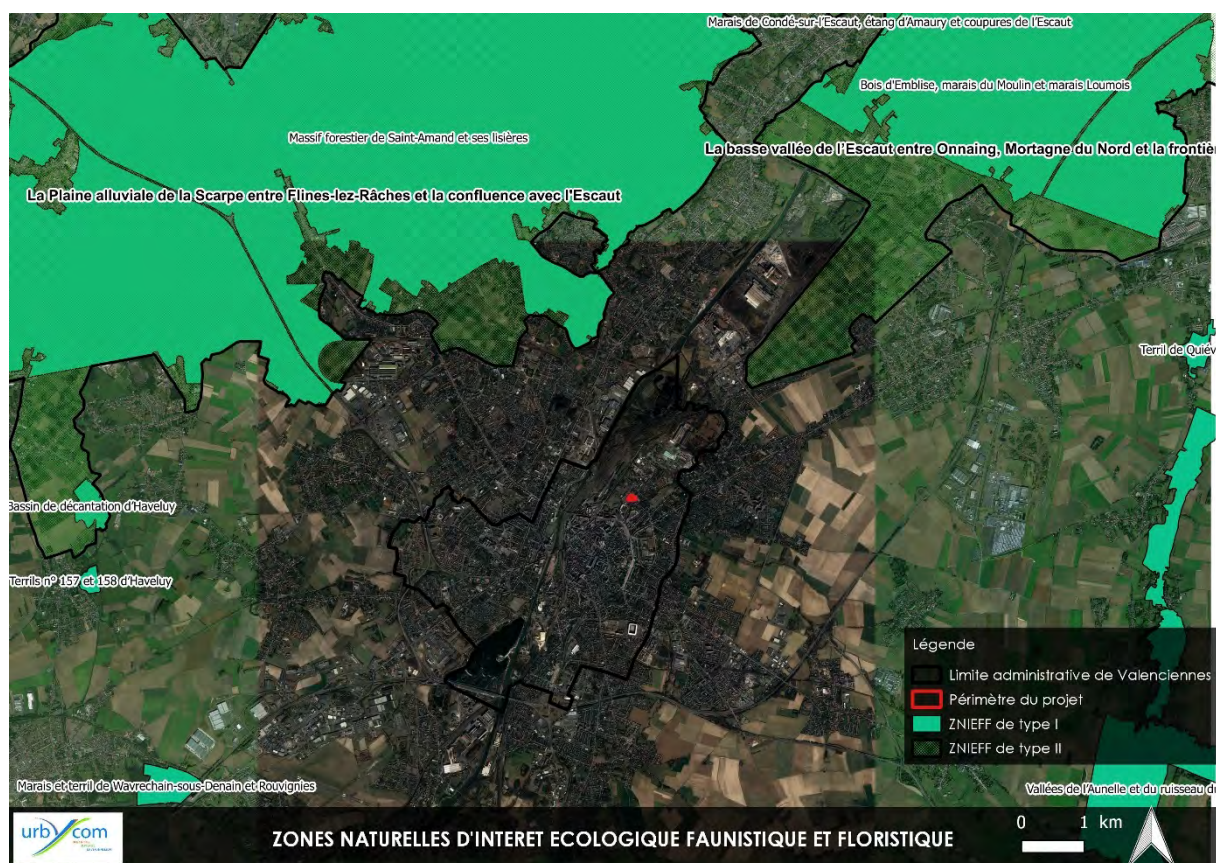 Marais de Condé-sur-l'Escaut, étang d'Amaury et coupures de l'Escaut
Bois d'Emblise, marais du Moulin et marais Loumois
Massif forestier de Saint-Amand et ses lisières
La basse vallée de l'Escaut entre Onnaing, Mortagne du Nord et la frontièr
La Plaine alluviale de la Scarpe entre Flines-lez-Râches et la confluence avec l'Escaut
Terril de Quiév
Bassin de décantation d'Haveluy
Terrils n° 157 et 158 d'Haveluy
Légende
Limite administrative de Valenciennes
Périmètre du projet
ZNIEFF de type I
ZNIEFF de type II
Marais et terril de Wavrechain-sous-Denain et Rouvignies
Vallées de l'Aunelle et du ruisseau du
urbycom
ZONES NATURELLES D'INTERET ECOLOGIQUE FAUNISTIQUE ET FLORISTIQUE
0 1 km